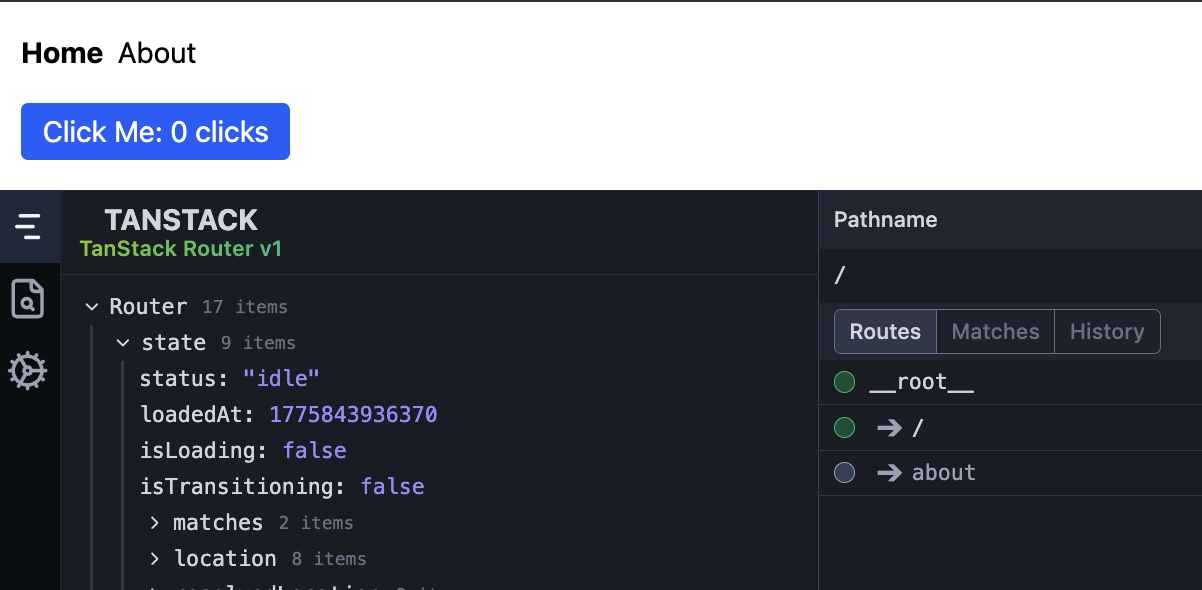 Home About
Click Me: 0 clicks
TANSTACK
TanStack Router v1
Router 17 items
state 9 items
status: "idle"
loadedAt: 1775843936370
isLoading: false
isTransitioning: false
matches 2 items
location 8 items
Pathname
/
Routes Matches History
__root__
➔ /
➔ about